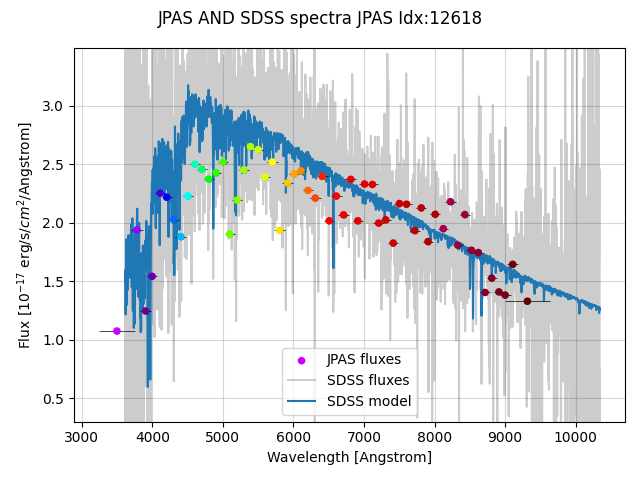 JPAS AND SDSS spectra JPAS Idx:12618
3.0
2.5
2.0
1.5
1.0
0.5
Flux [10⁻¹⁷ erg/s/cm²/Angstrom]
JPAS fluxes
SDSS fluxes
SDSS model
3000 4000 5000 6000 7000 8000 9000 10000
Wavelength [Angstrom]